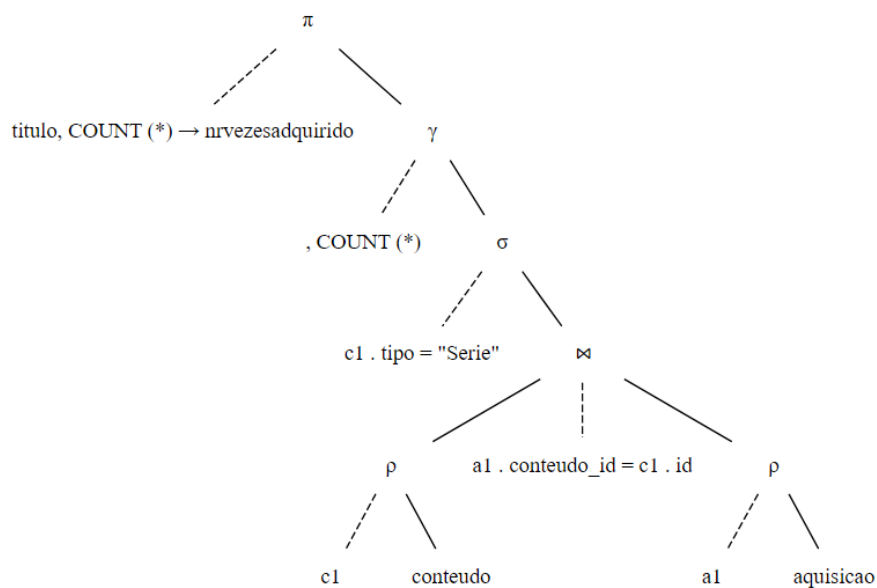 π
titulo, COUNT (*) → nrvezesadquirido
γ
, COUNT (*)
σ
c1 . tipo = "Serie"
⋈
ρ
a1 . conteudo_id = c1 . id
ρ
c1
conteudo
a1
aquisicao